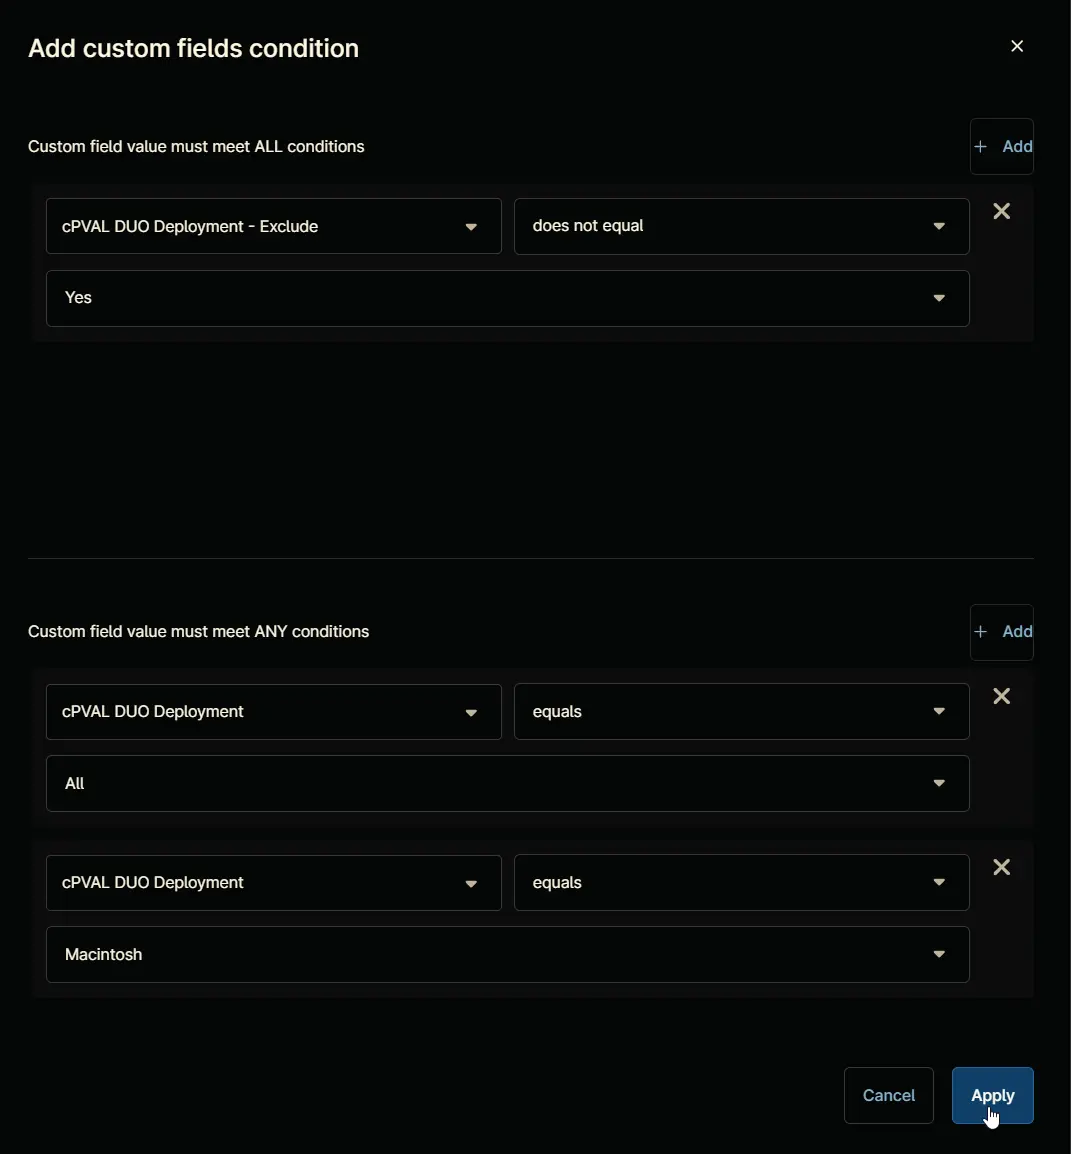 Add custom fields condition
Custom field value must meet ALL conditions
+ Add
cPVAL DUO Deployment - Exclude
does not equal
Yes
Custom field value must meet ANY conditions
+ Add
cPVAL DUO Deployment
equals
All
cPVAL DUO Deployment
equals
Macintosh
Cancel
Apply